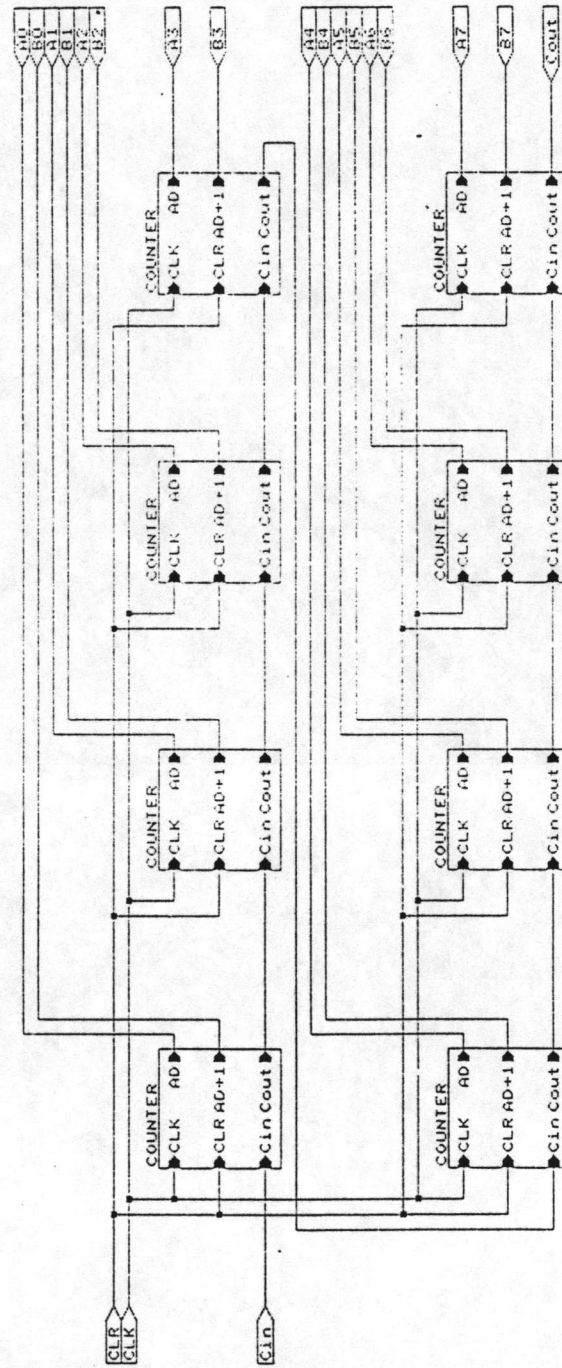 CLR
CLK
Cin
COUNTER
CLK AD
CLR AD+1
Cin Cout
COUNTER
CLK AD
CLR AD+1
Cin Cout
COUNTER
CLK AD
CLR AD+1
Cin Cout
COUNTER
CLK AD
CLR AD+1
Cin Cout
A0
B0
A1
B1
A2
B2
A3
B3
COUNTER
CLK AD
CLR AD+1
Cin Cout
COUNTER
CLK AD
CLR AD+1
Cin Cout
COUNTER
CLK AD
CLR AD+1
Cin Cout
COUNTER
CLK AD
CLR AD+1
Cin Cout
A4
B4
A5
B5
A6
B6
A7
B7
Cout